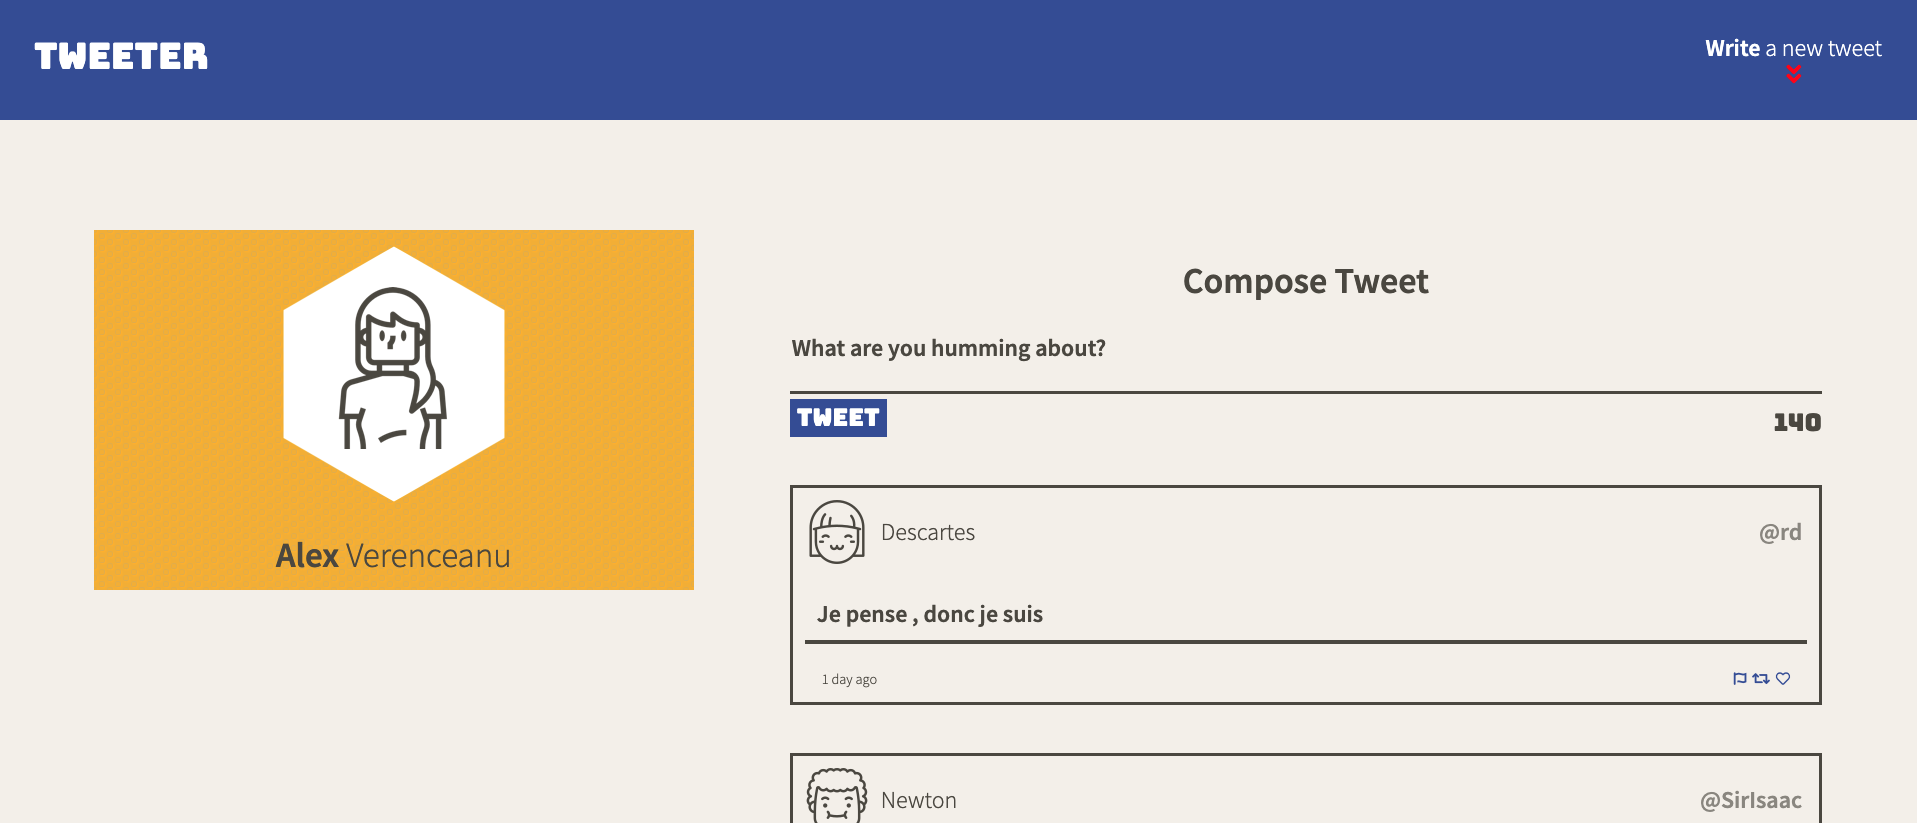 TWEETER
Write a new tweet
Alex Verenceanu
Compose Tweet
What are you humming about?
TWEET
140
Descartes
@rd
Je pense , donc je suis
1 day ago
Newton
@SirIsaac